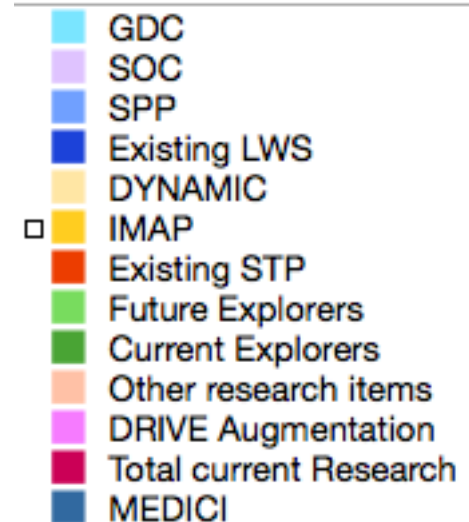 GDC
SOC
SPP
Existing LWS
DYNAMIC
IMAP
Existing STP
Future Explorers
Current Explorers
Other research items
DRIVE Augmentation
Total current Research
MEDICI